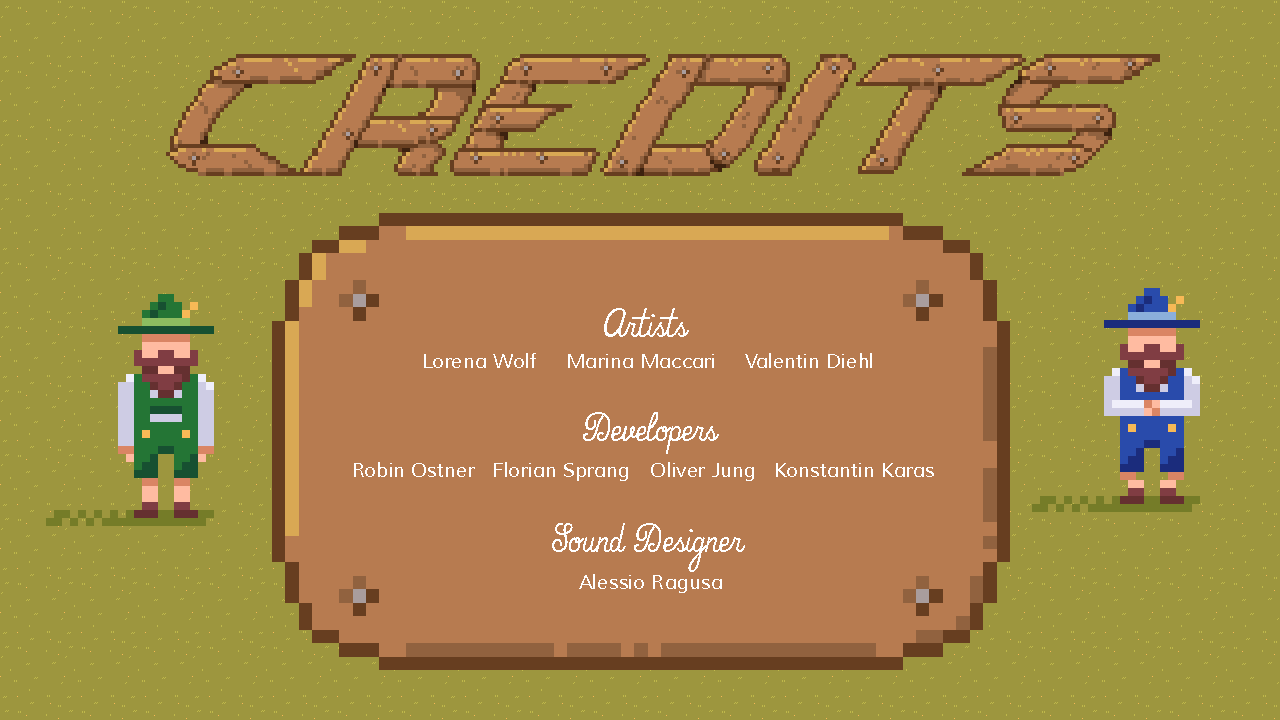 CREDITS
Artists
Lorena Wolf Marina Maccari Valentin Diehl
Developers
Robin Ostner Florian Sprang Oliver Jung Konstantin Karas
Sound Designer
Alessio Ragusa